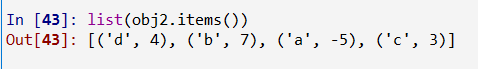 In [43]: list(obj2.items())
Out[43]: [('d', 4), ('b', 7), ('a', -5), ('c', 3)]